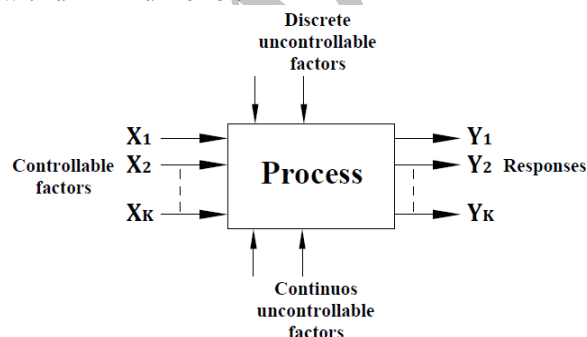 Discrete
uncontrollable
factors
X1
Y1
Controllable
factors
X2
Process
Y2 Responses
XK
YK
Continuos
uncontrollable
factors